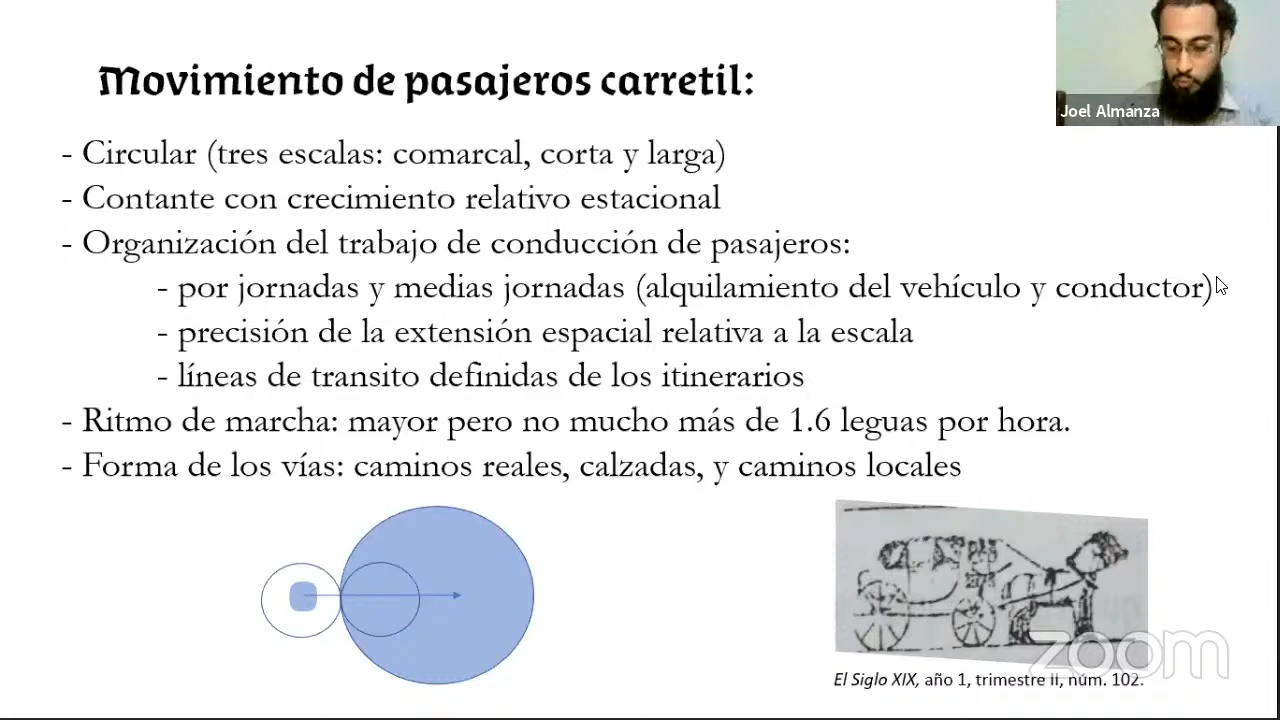 Movimiento de pasajeros carretil:
Joel Almanza
- Circular (tres escalas: comarcal, corta y larga)
- Contante con crecimiento relativo estacional
- Organización del trabajo de conducción de pasajeros:
- por jornadas y medias jornadas (alquilamiento del vehículo y conductor)
- precisión de la extensión espacial relativa a la escala
- líneas de transito definidas de los itinerarios
- Ritmo de marcha: mayor pero no mucho más de 1.6 leguas por hora.
- Forma de los vías: caminos reales, calzadas, y caminos locales
zoom
El Siglo XIX, año 1, trimestre II, núm. 102.